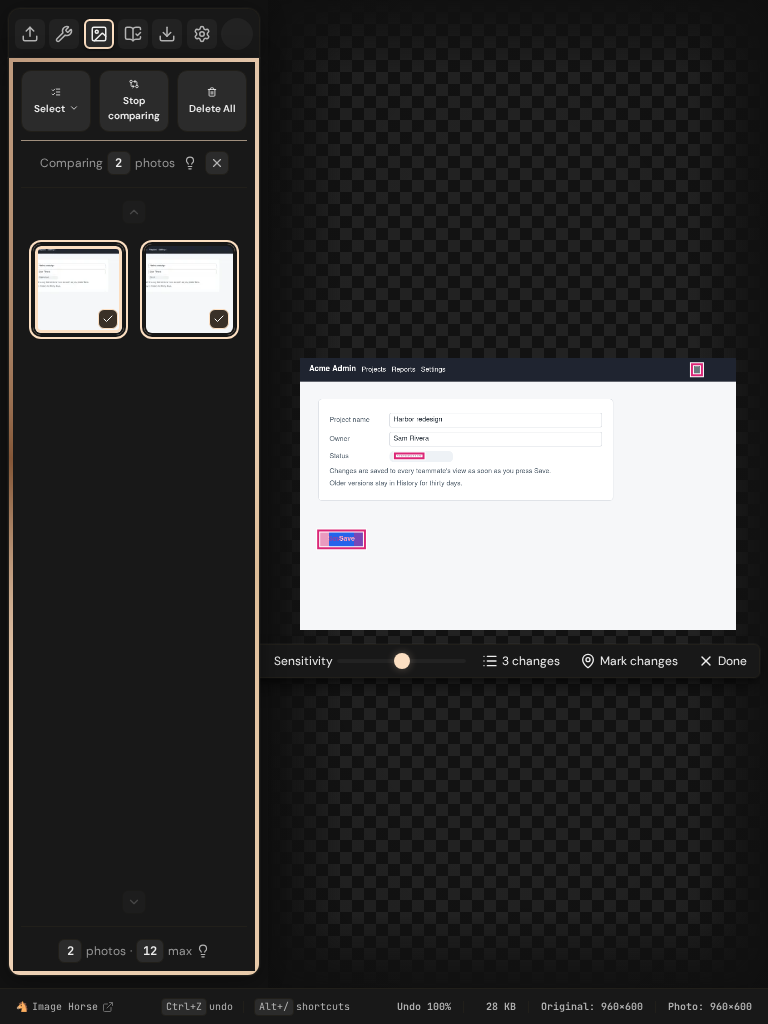 Select
Stop
comparing
Delete All
Comparing 2 photos
Acme Admin Projects Reports Settings
Project name Harbor redesign
Owner Sam Rivera
Status
Changes are saved to every teammate's view as soon as you press Save.
Older versions stay in History for thirty days.
Save
Sensitivity 3 changes Mark changes Done
2 photos · 12 max
Image Horse Ctrl+Z undo Alt+/ shortcuts Undo 100% 28 KB Original: 960×600 Photo: 960×600